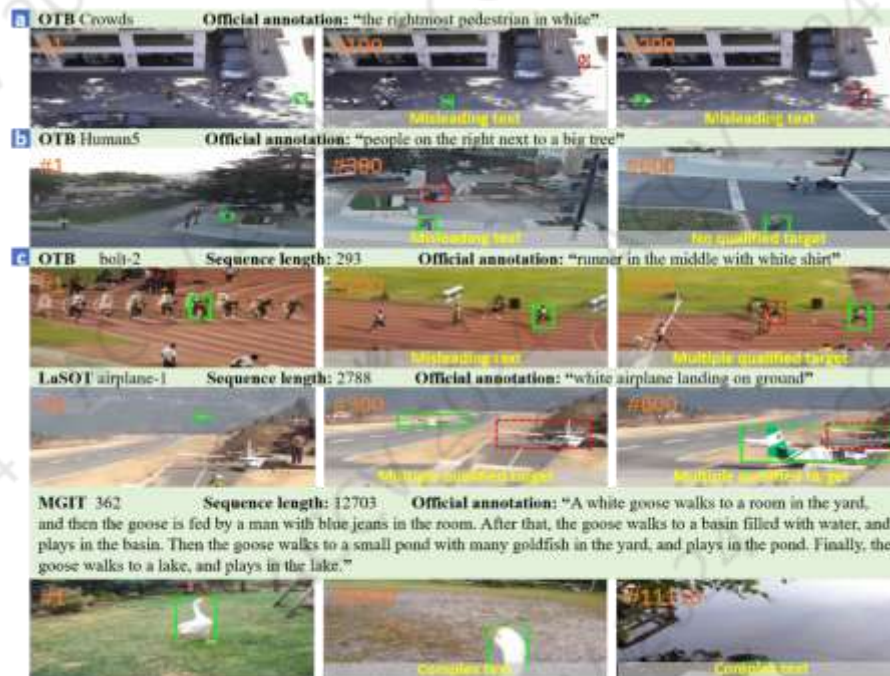 a OTB Crowds Official annotation: “the rightmost pedestrian in white”
#1 #100
Misleading text Misleading text
b OTB Human5 Official annotation: “people on the right next to a big tree”
#1 #300
Misleading text No qualified target
c OTB bolt-2 Sequence length: 293 Official annotation: “runner in the middle with white shirt”
Misleading text Multiple qualified target
LaSOT airplane-1 Sequence length: 2788 Official annotation: “white airplane landing on ground”
Multiple qualified target Multiple qualified target
MGIT 362 Sequence length: 12703 Official annotation: “A white goose walks to a room in the yard,
and then the goose is fed by a man with blue jeans in the room. After that, the goose walks to a basin filled with water, and
plays in the basin. Then the goose walks to a small pond with many goldfish in the yard, and plays in the pond. Finally, the
goose walks to a lake, and plays in the lake.”
#1
Complex text Complex text